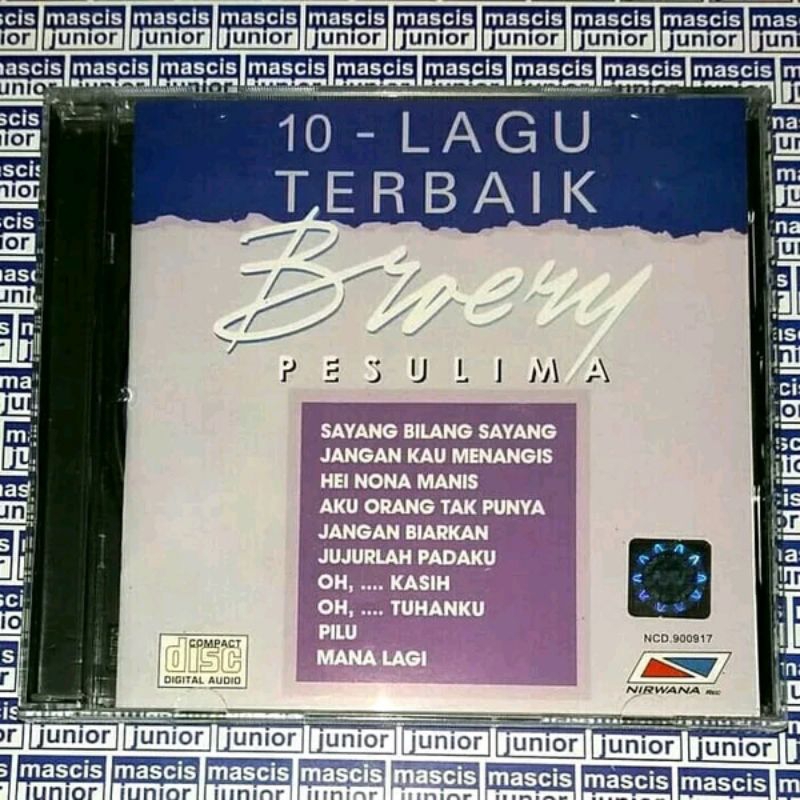 10 - LAGU
TERBAIK
Broery
PESULIMA
SAYANG BILANG SAYANG
JANGAN KAU MENANGIS
HEI NONA MANIS
AKU ORANG TAK PUNYA
JANGAN BIARKAN
JUJURLAH PADAKU
OH, .... KASIH
OH, .... TUHANKU
PILU
MANA LAGI
COMPACT
disc
DIGITAL AUDIO
NCD.900917
NIRWANA Rec
mascis
junior